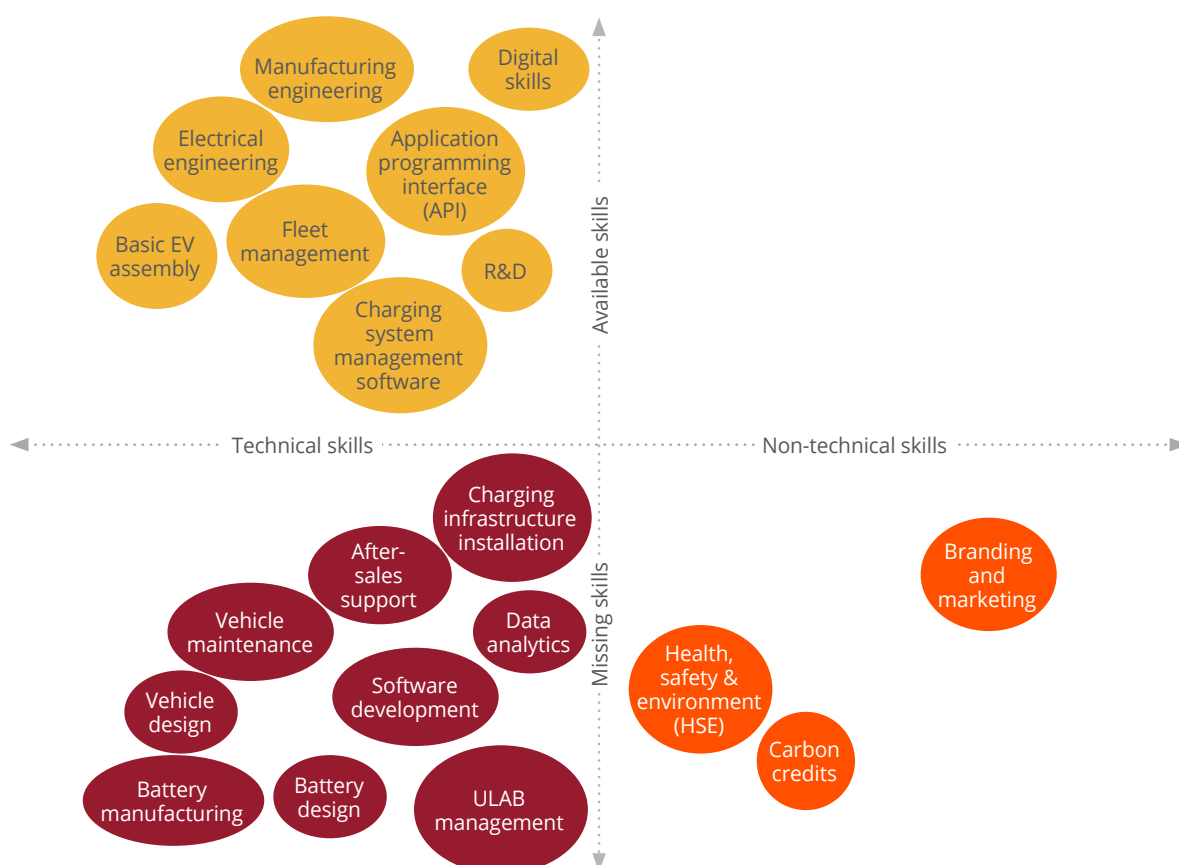 Manufacturing
engineering
Digital
skills
Electrical
engineering
Application
programming
interface
(API)
Basic EV
assembly
Fleet
management
R&D
Charging
system
management
software
Available skills
Technical skills
Non-technical skills
Missing skills
Charging
infrastructure
installation
After-
sales
support
Branding
and
marketing
Vehicle
maintenance
Data
analytics
Health,
safety &
environment
(HSE)
Software
development
Vehicle
design
Carbon
credits
Battery
manufacturing
Battery
design
ULAB
management